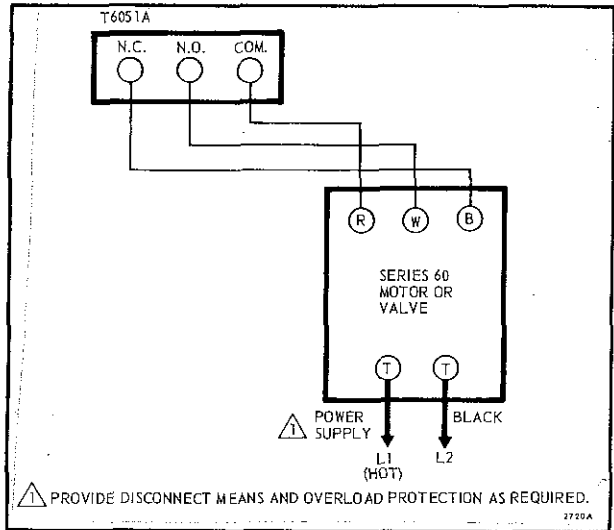 T6051A
N.C. N.O. COM.
R W B
SERIES 60
MOTOR OR
VALVE
T T
1 POWER
SUPPLY
BLACK
L1
(HOT)
L2
1 PROVIDE DISCONNECT MEANS AND OVERLOAD PROTECTION AS REQUIRED.
2720A